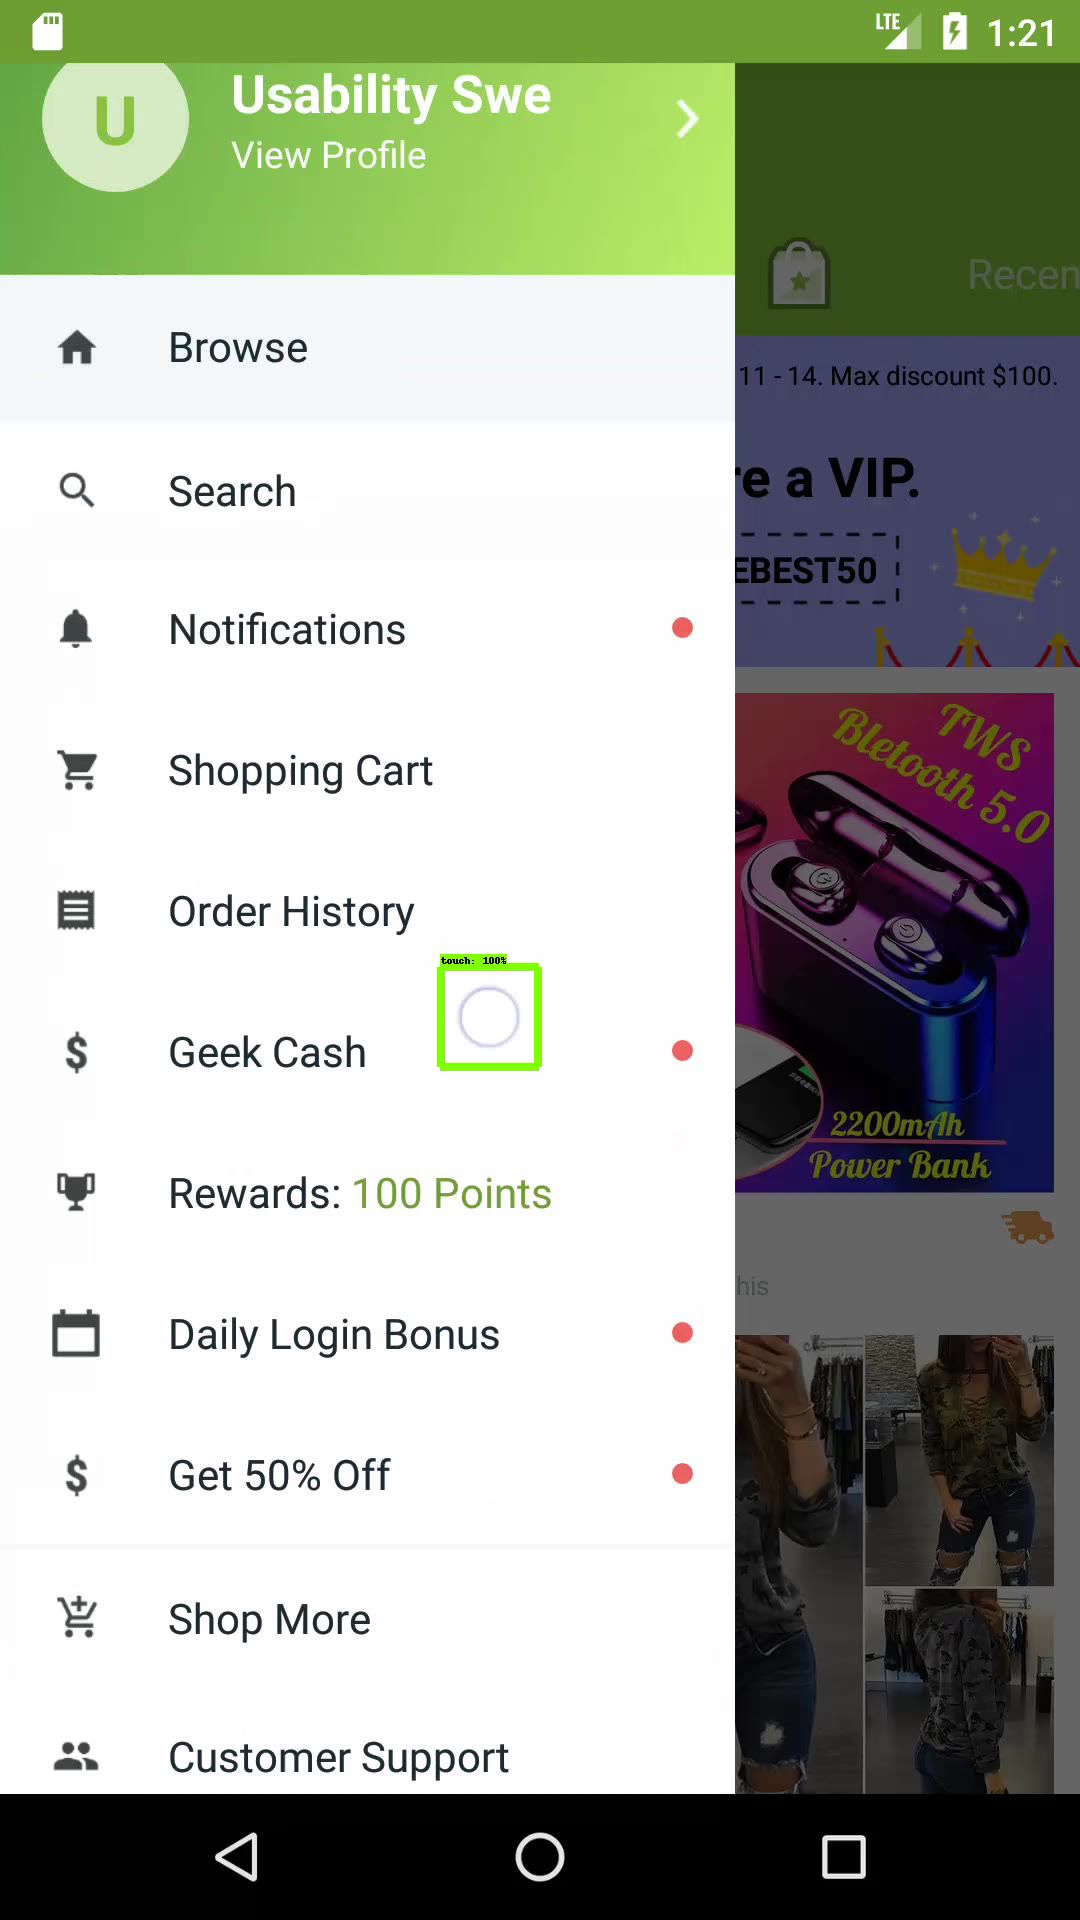 LTE 1:21
U
Usability Swe
View Profile
Recen
Browse
11 - 14. Max discount $100.
Search
re a VIP.
EBEST50
Notifications
Shopping Cart
TWS
Bletooth 5.0
Order History
touch: 100%
Geek Cash
2200mAh
Power Bank
Rewards: 100 Points
his
Daily Login Bonus
Get 50% Off
Shop More
Customer Support